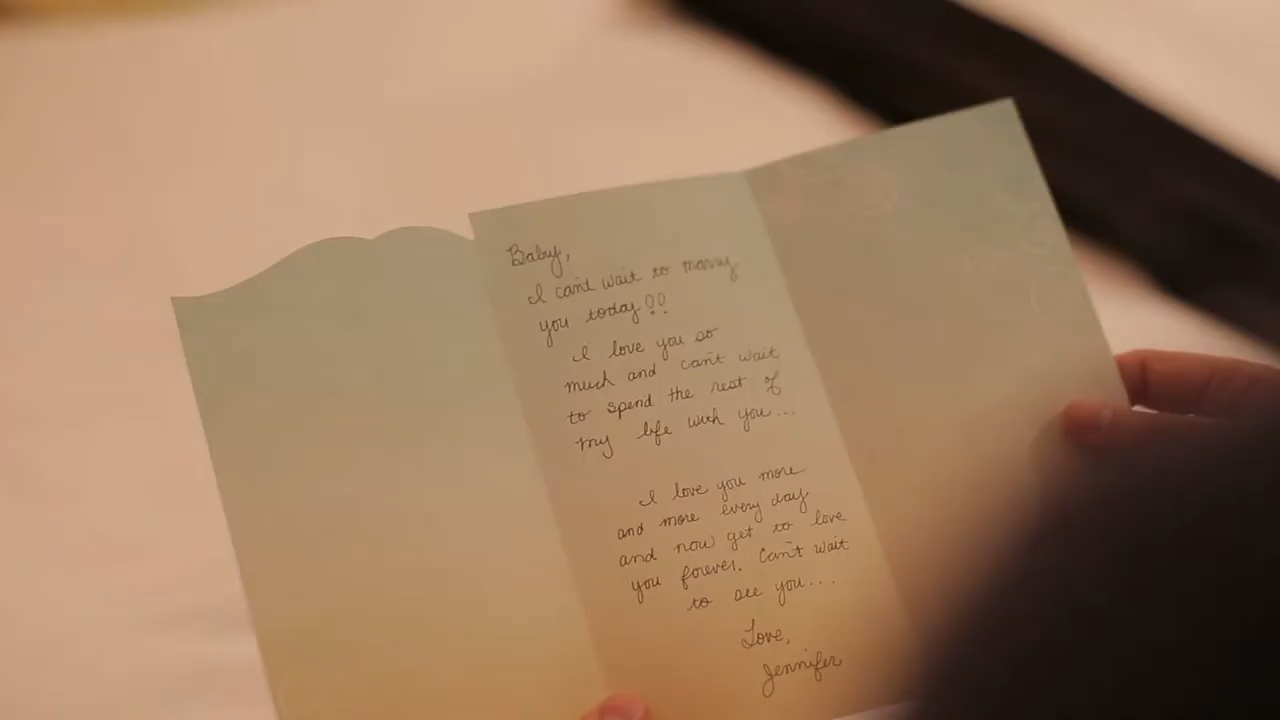 Baby,
I can't wait to marry
you today!!
I love you so
much and can't wait
to spend the rest of
my life with you...
I love you more
and more every day
and now get to love
you forever. Can't wait
to see you...
Love,
Jennifer